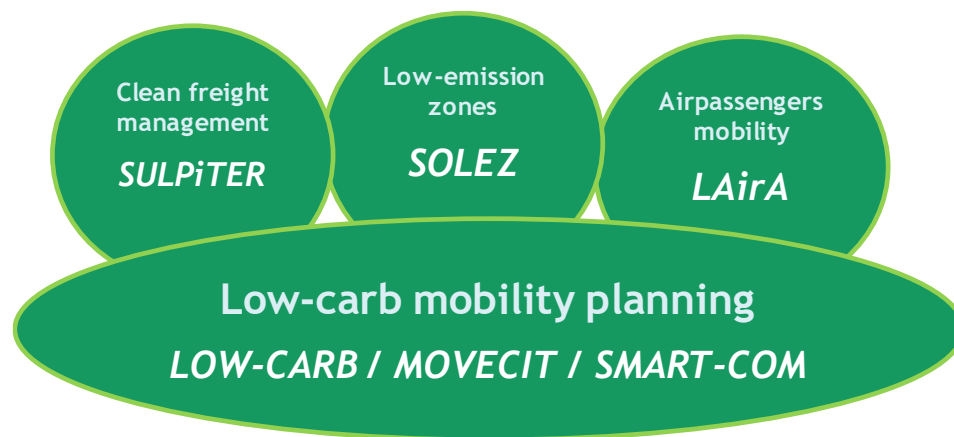 Clean freight
management
SULPiTER
Low-emission
zones
SOLEZ
Airpassengers
mobility
LAirA
Low-carb mobility planning
LOW-CARB / MOVECIT / SMART-COM